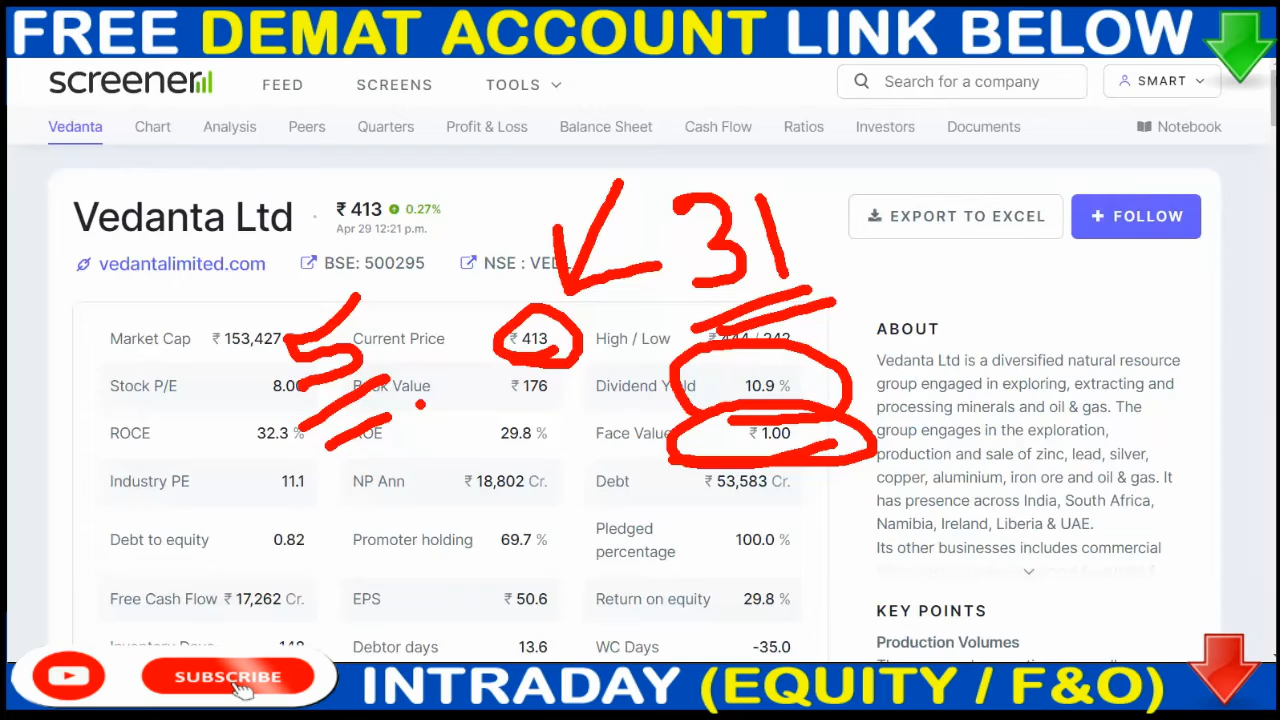 FREE DEMAT ACCOUNT LINK BELOW
screener
FEED
SCREENS
TOOLS
Search for a company
SMART
Vedanta
Chart
Analysis
Peers
Quarters
Profit & Loss
Balance Sheet
Cash Flow
Ratios
Investors
Documents
Notebook
Vedanta Ltd
₹ 413 0.27%
Apr 29 12:21 p.m.
31
EXPORT TO EXCEL
+ FOLLOW
vedantalimited.com
BSE: 500295
NSE :
5
Market Cap ₹ 153,427
Current Price ₹ 413
High / Low ₹ 444 / 242
Stock P/E
Book Value ₹ 176
Dividend Yield 10.9 %
ROCE 32.3 %
ROE 29.8 %
Face Value ₹ 1.00
Industry PE 11.1
NP Ann ₹ 18,802 Cr.
Debt ₹ 53,583 Cr.
Debt to equity 0.82
Promoter holding 69.7 %
Pledged
percentage 100.0 %
Free Cash Flow ₹ 17,262 Cr.
EPS ₹ 50.6
Return on equity 29.8 %
Debtor days 13.6
WC Days -35.0
ABOUT
Vedanta Ltd is a diversified natural resource
group engaged in exploring, extracting and
processing minerals and oil & gas. The
group engages in the exploration,
production and sale of zinc, lead, silver,
copper, aluminium, iron ore and oil & gas. It
has presence across India, South Africa,
Namibia, Ireland, Liberia & UAE.
Its other businesses includes commercial
KEY POINTS
Production Volumes
SUBSCRIBE
INTRADAY (EQUITY / F&O)